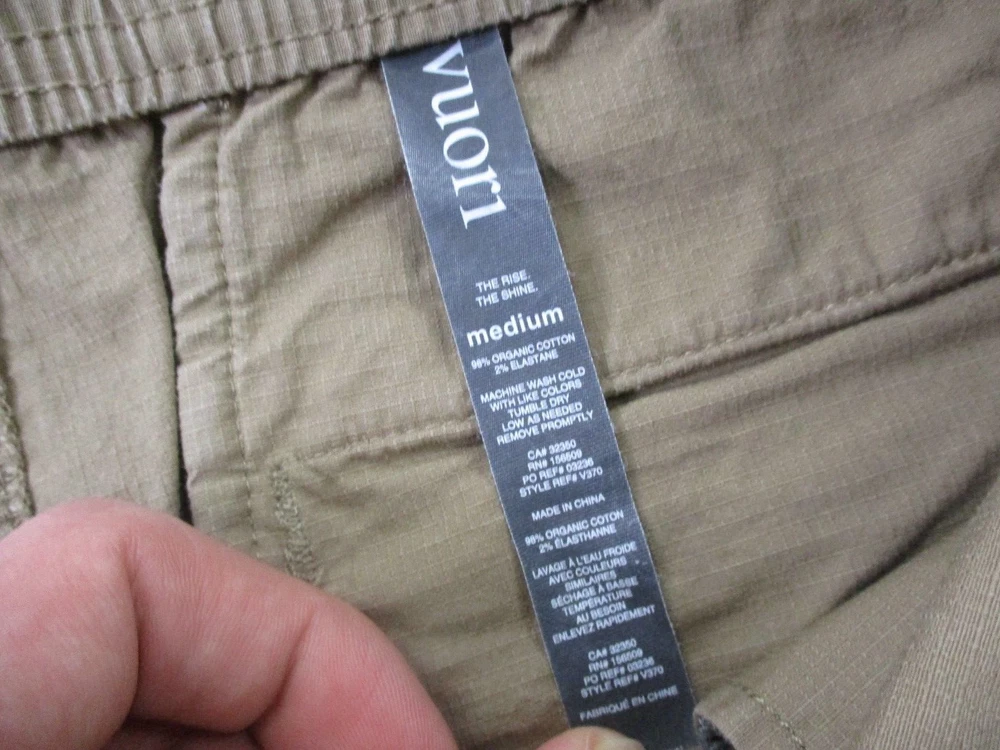 vuori
THE RISE.
THE SHINE.
medium
98% ORGANIC COTTON
2% ELASTANE
MACHINE WASH COLD
WITH LIKE COLORS
TUMBLE DRY
LOW AS NEEDED
REMOVE PROMPTLY
CA# 32350
RN# 156509
PO REF# 03236
STYLE REF# V370
MADE IN CHINA
98% ORGANIC COTON
2% ÉLASTHANNE
LAVAGE À L'EAU FROIDE
AVEC COULEURS
SIMILAIRES
SÉCHAGE À BASSE
TEMPÉRATURE
AU BESOIN
ENLEVEZ RAPIDEMENT
CA# 32350
RN# 156509
PO REF# 03236
STYLE REF# V370
FABRIQUÉ EN CHINE